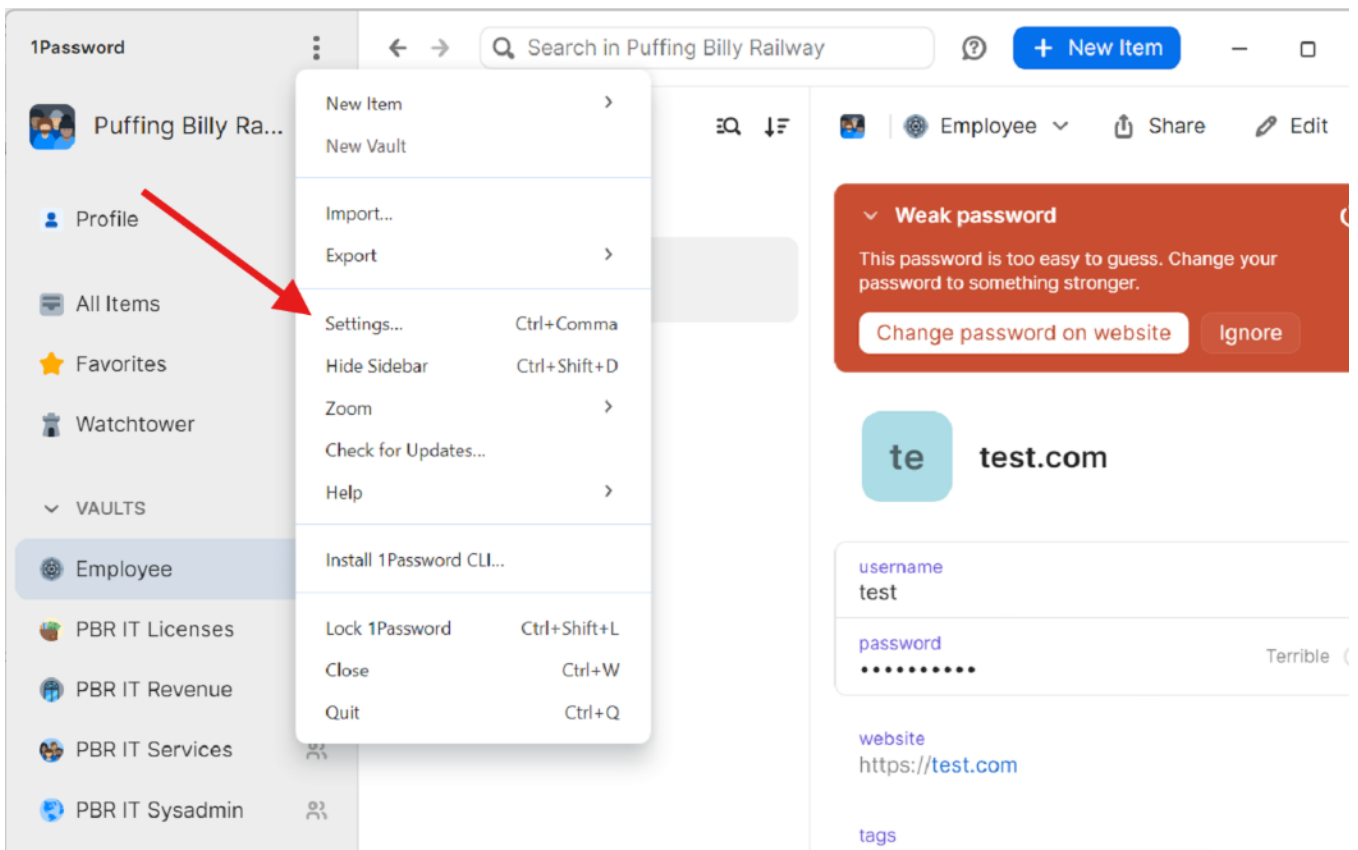 1Password
Search in Puffing Billy Railway
+ New Item
Puffing Billy Ra...
Profile
All Items
Favorites
Watchtower
VAULTS
Employee
PBR IT Licenses
PBR IT Revenue
PBR IT Services
PBR IT Sysadmin
New Item
New Vault
Import...
Export
Settings... Ctrl+Comma
Hide Sidebar Ctrl+Shift+D
Zoom
Check for Updates...
Help
Install 1Password CLI...
Lock 1Password Ctrl+Shift+L
Close Ctrl+W
Quit Ctrl+Q
Employee
Share
Edit
Weak password
This password is too easy to guess. Change your
password to something stronger.
Change password on website
Ignore
te
test.com
username
test
password
•••••••••• Terrible
website
https://test.com
tags